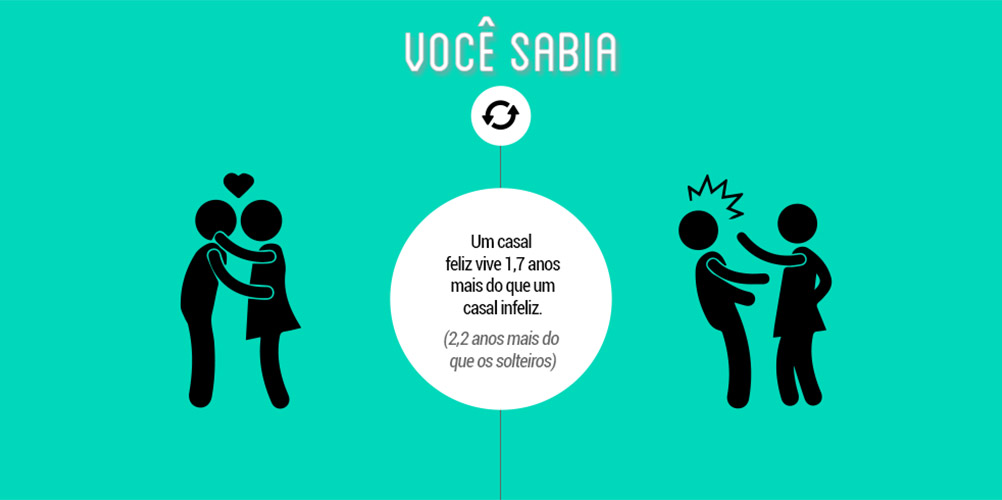 VOCÊ SABIA
Um casal
feliz vive 1,7 anos
mais do que um
casal infeliz.
(2,2 anos mais do
que os solteiros)